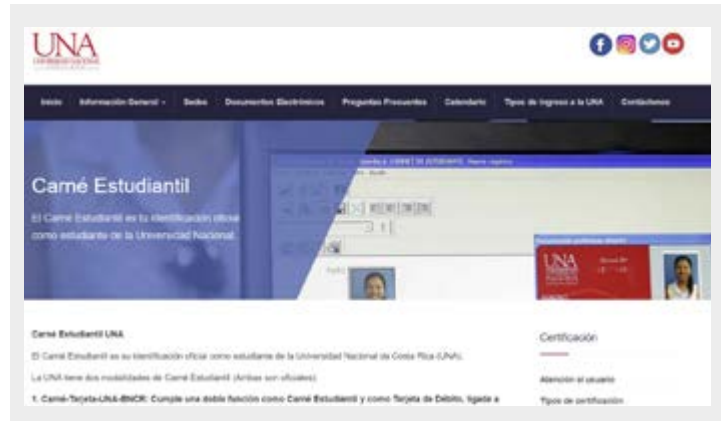 UNA
UNIVERSIDAD NACIONAL
Inicio Información General Sedes Documentos Electrónicos Preguntas Frecuentes Calendario Tipos de Ingreso a la UNA Contáctenos
Carné Estudiantil
El Carné Estudiantil es tu identificación oficial
como estudiante de la Universidad Nacional.
UNA
Carné Estudiantil UNA
El Carné Estudiantil es su identificación oficial como estudiante de la Universidad Nacional de Costa Rica (UNA).
La UNA tiene dos modalidades de Carné Estudiantil (Ambas son oficiales):
1. Carné-Tarjeta-UNA-BNCR: Cumple una doble función como Carné Estudiantil y como Tarjeta de Débito, ligada a
Certificación
Atención al usuario
Tipos de certificación